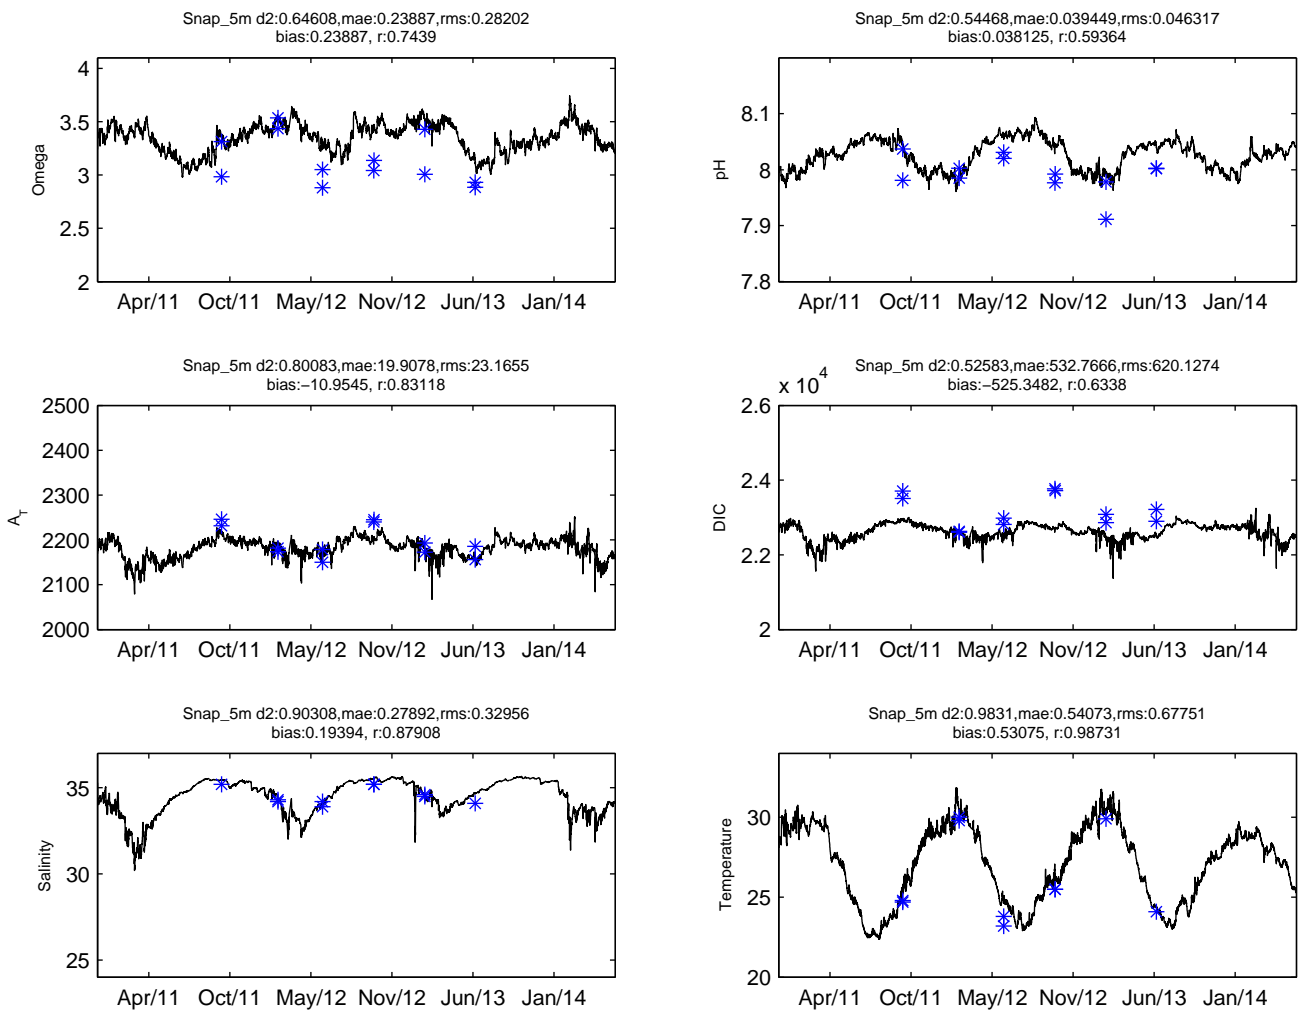 Snap_5m d2:0.64608,mae:0.23887,rms:0.28202
bias:0.23887, r:0.7439
4
3.5
3
2.5
2
Omega
Apr/11 Oct/11 May/12 Nov/12 Jun/13 Jan/14
Snap_5m d2:0.54468,mae:0.039449,rms:0.046317
bias:0.038125, r:0.59364
8.1
8
7.9
7.8
pH
Apr/11 Oct/11 May/12 Nov/12 Jun/13 Jan/14
Snap_5m d2:0.80083,mae:19.9078,rms:23.1655
bias:−10.9545, r:0.83118
2500
2400
2300
2200
2100
2000
A_T
Apr/11 Oct/11 May/12 Nov/12 Jun/13 Jan/14
Snap_5m d2:0.52583,mae:532.7666,rms:620.1274
bias:−525.3482, r:0.6338
x 10^4
2.6
2.4
2.2
2
DIC
Apr/11 Oct/11 May/12 Nov/12 Jun/13 Jan/14
Snap_5m d2:0.90308,mae:0.27892,rms:0.32956
bias:0.19394, r:0.87908
35
30
25
Salinity
Apr/11 Oct/11 May/12 Nov/12 Jun/13 Jan/14
Snap_5m d2:0.9831,mae:0.54073,rms:0.67751
bias:0.53075, r:0.98731
30
25
20
Temperature
Apr/11 Oct/11 May/12 Nov/12 Jun/13 Jan/14